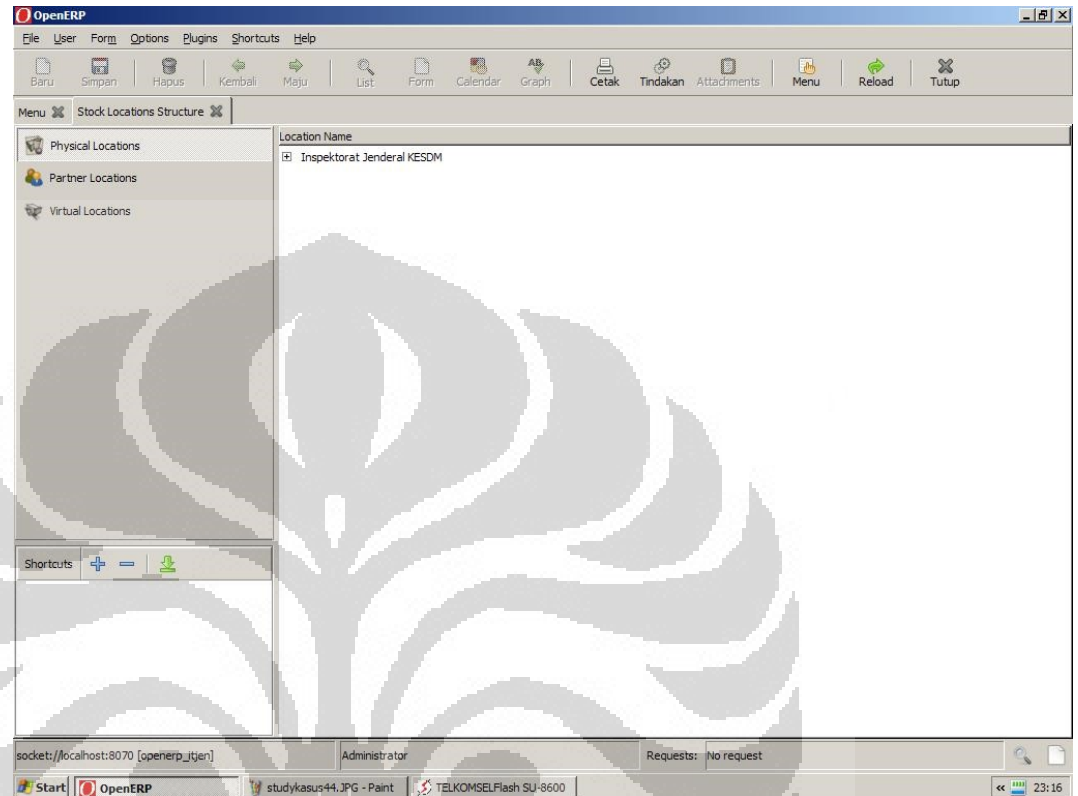 OpenERP
File User Form Options Plugins Shortcuts Help
Baru Simpan Hapus Kembali Maju List Form Calendar Graph Cetak Tindakan Attachments Menu Reload Tutup
Menu Stock Locations Structure
Physical Locations
Partner Locations
Virtual Locations
Location Name
Inspektorat Jenderal KESDM
Shortcuts
socket://localhost:8070 [openerp_itjen] Administrator Requests: No request
Start OpenERP studykasus44.JPG - Paint TELKOMSELFlash SU-8600 « 23:16